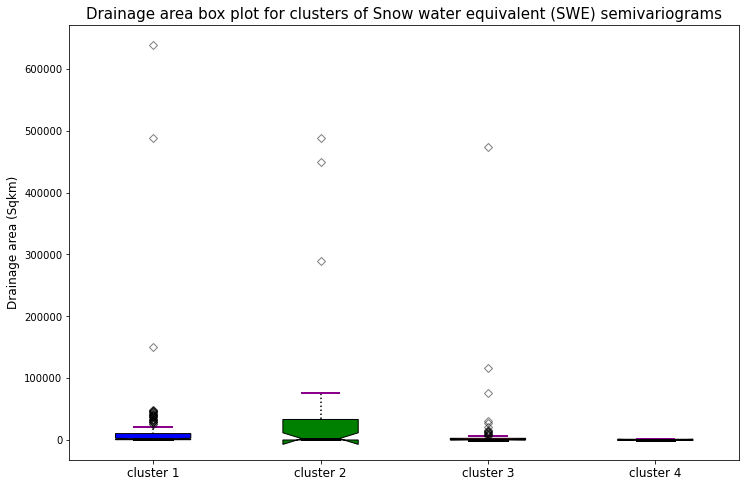 Drainage area box plot for clusters of Snow water equivalent (SWE) semivariograms
600000
500000
400000
300000
200000
100000
0
Drainage area (Sqkm)
cluster 1 cluster 2 cluster 3 cluster 4